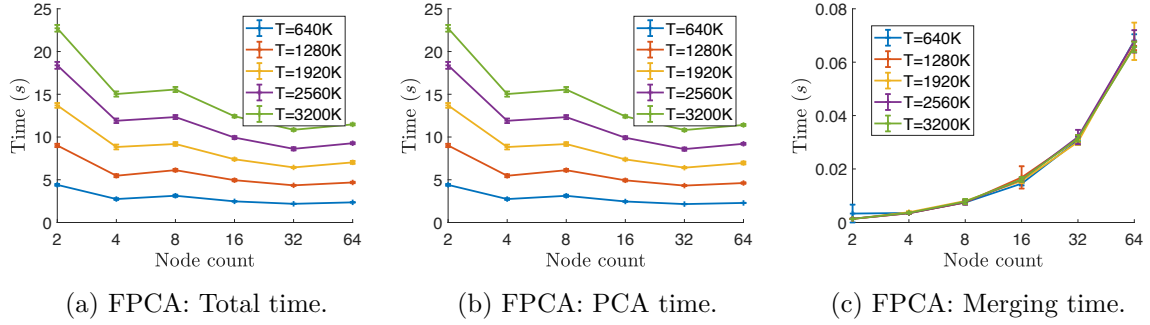 25
20
15
10
5
0
Time (s)
T=640K
T=1280K
T=1920K
T=2560K
T=3200K
2 4 8 16 32 64
Node count
(a) FPCA: Total time.
25
20
15
10
5
0
Time (s)
T=640K
T=1280K
T=1920K
T=2560K
T=3200K
2 4 8 16 32 64
Node count
(b) FPCA: PCA time.
0.08
0.06
0.04
0.02
0
Time (s)
T=640K
T=1280K
T=1920K
T=2560K
T=3200K
2 4 8 16 32 64
Node count
(c) FPCA: Merging time.